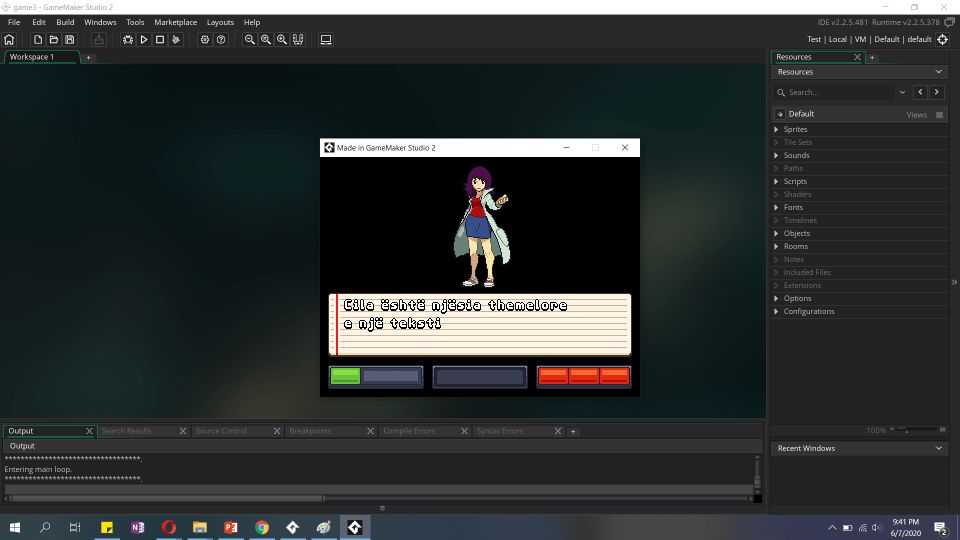 game3 - GameMaker Studio 2
File Edit Build Windows Tools Marketplace Layouts Help
IDE v2.2.5.481 Runtime v2.2.5.378
Test | Local | VM | Default | default
Workspace 1
Resources
Resources
Search...
Default
Views
Sprites
Tile Sets
Sounds
Paths
Scripts
Shaders
Fonts
Timelines
Objects
Rooms
Notes
Included Files
Extensions
Options
Configurations
Made in GameMaker Studio 2
Cila është njësia themelore
e një teksti
100%
Output Search Results Source Control Breakpoints Compile Errors Syntax Errors
Output
Entering main loop.
Recent Windows
9:41 PM
6/7/2020
2